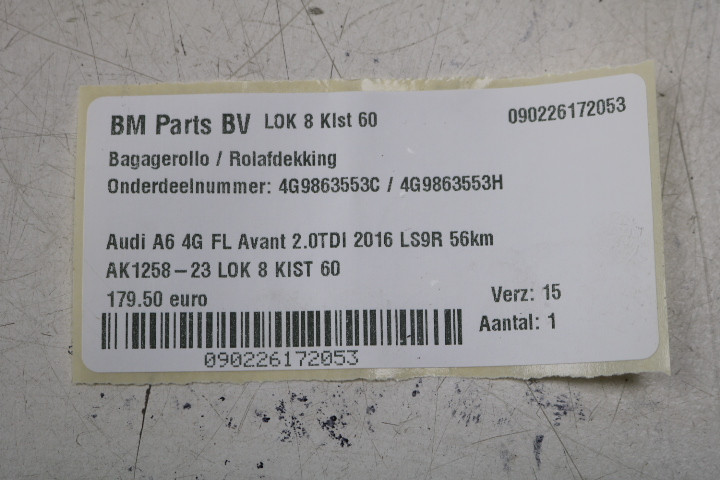 BM Parts BV LOK 8 KIst 60 090226172053
Bagagerollo / Rolafdekking
Onderdeelnummer: 4G9863553C / 4G9863553H
Audi A6 4G FL Avant 2.0TDI 2016 LS9R 56km
AK1258-23 LOK 8 KIST 60
179.50 euro Verz: 15
Aantal: 1
090226172053